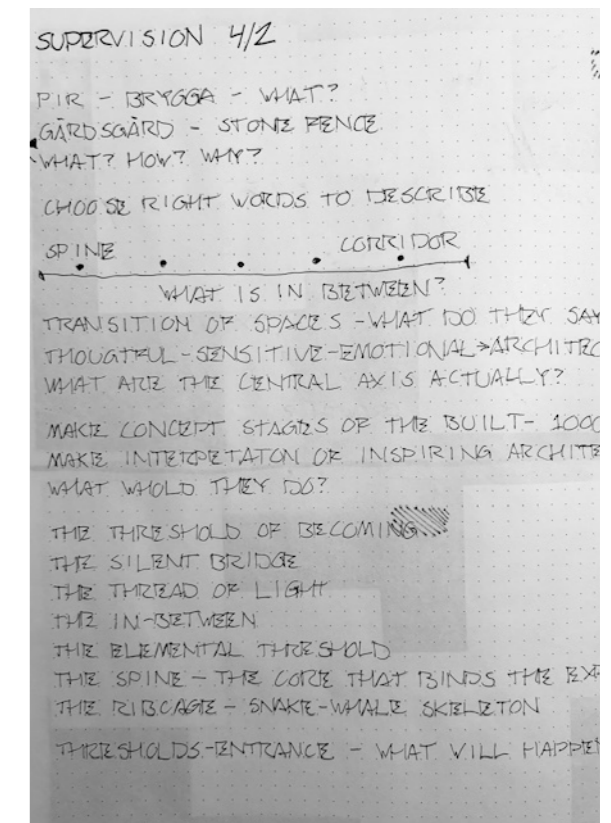 SUPERVISION 4/2
PIR - BRYGGA - WHAT?
GÄRDSGÅRD - STONE FENCE
WHAT? HOW? WHY?
CHOOSE RIGHT WORDS TO DESCRIBE
SPINE CORRIDOR
WHAT IS IN BETWEEN?
TRANSITION OF SPACES - WHAT DO THEY SAY
THOUGTFUL - SENSITIVE - EMOTIONAL > ARCHITEC
WHAT ARE THE CENTRAL AXIS ACTUALLY?
MAKE CONCEPT STAGES OF THE BUILT - 1000
MAKE INTERPETATON OF INSPIRING ARCHITE
WHAT WHOLD THEY DO?
THE THRESHOLD OF BECOMING
THE SILENT BRIDGE
THE THREAD OF LIGHT
THE IN-BETWEEN
THE ELEMENTAL THRESHOLD
THE SPINE - THE CORE THAT BINDS THE EXP
THE RIBCAGE - SNAKE-WHALE SKELETON
THRESHOLDS - ENTRANCE - WHAT WILL HAPPEN